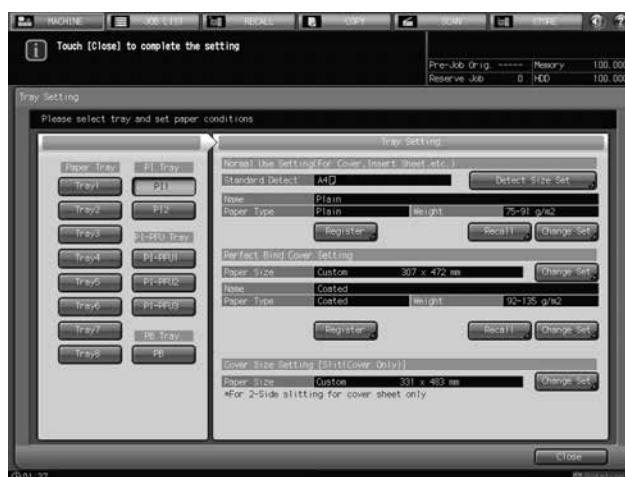 MACHINE JOB LIST RECALL COPY SCAN STORE
Touch [Close] to complete the setting
Pre-Job Orig. ----- Memory 100.000
Reserve Job 0 HDD 100.000
Tray Setting
Please select tray and set paper conditions
Tray Setting
Paper Tray PI Tray
Tray1 PI1
Tray2 PI2
Tray3 PI-PFU Tray
Tray4 PI-PFU1
Tray5 PI-PFU2
Tray6 PI-PFU3
Tray7 PB Tray
Tray8 PB
Normal Use Setting(For Cover,Insert Sheet,etc.)
Standard Detect A4 Detect Size Set
Name Plain
Paper Type Plain Weight 75-91 g/m2
Register Recall Change Set
Perfect Bind Cover Setting
Paper Size Custom 307 x 472 mm Change Set
Name Coated
Paper Type Coated Weight 92-135 g/m2
Register Recall Change Set
Cover Size Setting [Slit(Cover Only)]
Paper Size Custom 331 x 483 mm Change Set
*For 2-Side slitting for cover sheet only
Close